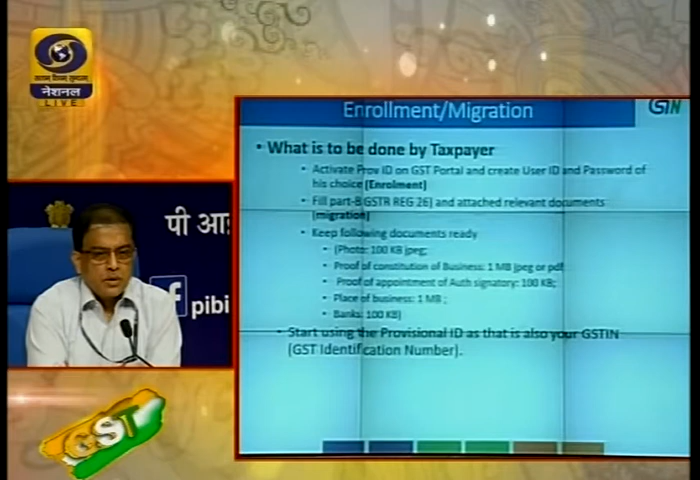 नेशनल
LIVE
Enrollment/Migration
GSTN
• What is to be done by Taxpayer
• Activate Prov ID on GST Portal and create User ID and Password of
his choice (Enrolment)
• Fill part-B(GSTR REG 26) and attached relevant documents
(migration)
• Keep following documents ready
• (Photo: 100 KB jpeg;
• Proof of constitution of Business: 1 MB jpeg or pdf
• Proof of appointment of Auth signatory: 100 KB;
• Place of business: 1 MB ;
• Banks: 100 KB)
• Start using the Provisional ID as that is also your GSTIN
(GST Identification Number).
पी आ
f pibi
GST